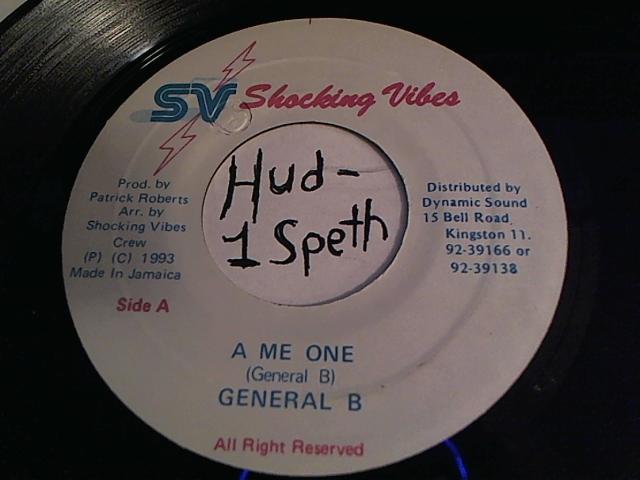 SV Shocking Vibes
Prod. by
Patrick Roberts
Arr. by
Shocking Vibes
Crew
(P) (C) 1993
Made In Jamaica
Side A
Hud-
1 Speth
Distributed by
Dynamic Sound
15 Bell Road,
Kingston 11.
92-39166 or
92-39138
A ME ONE
(General B)
GENERAL B
All Right Reserved